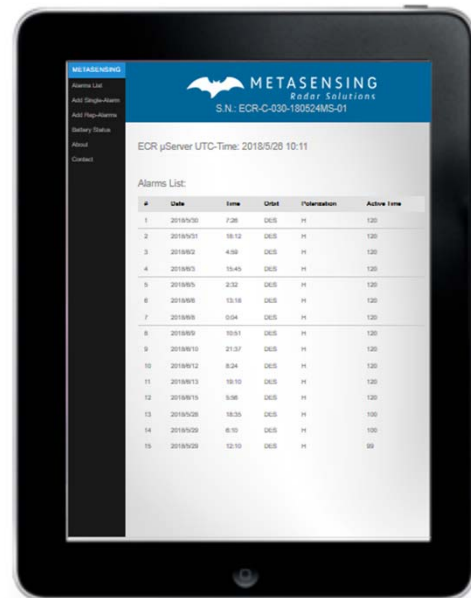 METASENSING
Alarms List
Add Single-Alarm
Add Rep-Alarms
Battery Status
About
Contact
METASENSING
Radar Solutions
S.N.: ECR-C-030-180524MS-01
ECR µServer UTC-Time: 2018/5/26 10:11
Alarms List:
# Date Time Orbit Polarization Active Time
1 2018/5/30 7:26 DES H 120
2 2018/5/31 18:12 DES H 120
3 2018/6/2 4:59 DES H 120
4 2018/6/3 15:45 DES H 120
5 2018/6/5 2:32 DES H 120
6 2018/6/6 13:18 DES H 120
7 2018/6/8 0:04 DES H 120
8 2018/6/9 10:51 DES H 120
9 2018/6/10 21:37 DES H 120
10 2018/6/12 8:24 DES H 120
11 2018/6/13 19:10 DES H 120
12 2018/6/15 5:56 DES H 120
13 2018/5/28 18:35 DES H 100
14 2018/5/29 6:10 DES H 100
15 2018/5/29 12:10 DES H 99